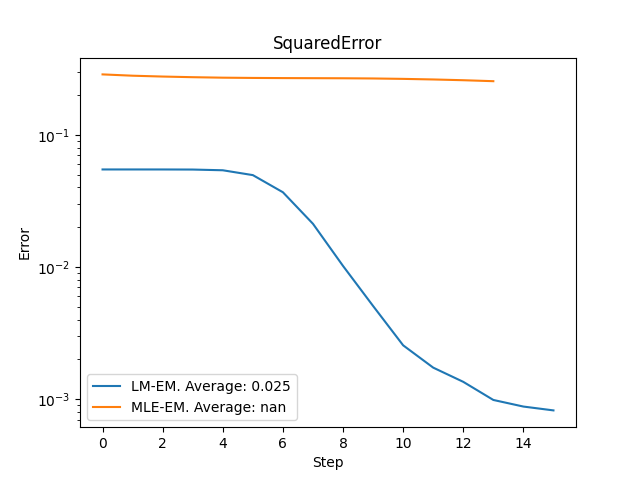 SquaredError
Error
10⁻¹
10⁻²
10⁻³
LM-EM. Average: 0.025
MLE-EM. Average: nan
0 2 4 6 8 10 12 14
Step